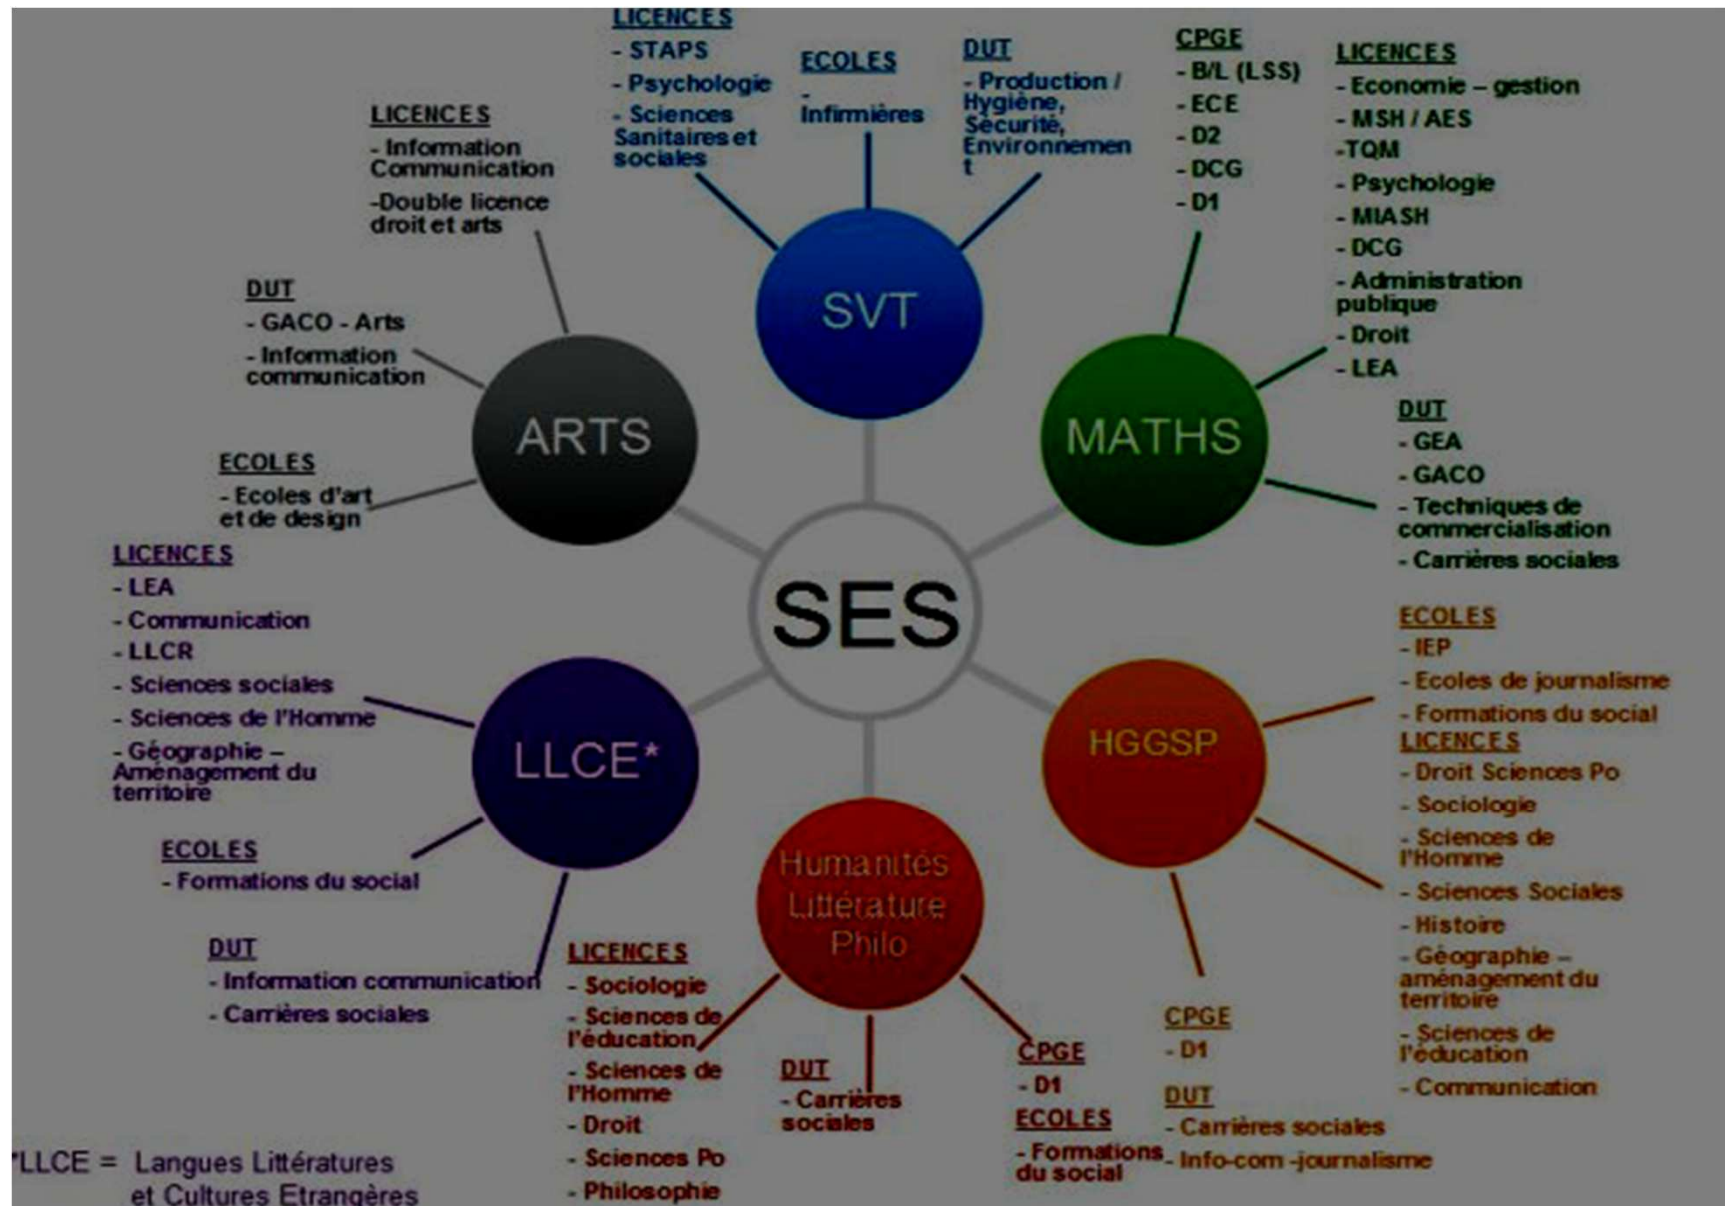 LICENCES
- STAPS
- Psychologie
- Sciences
Sanitaires et
sociales
ECOLES
-
Infirmières
DUT
- Production /
Hygiène,
Sécurité,
Environnemen
t
SVT
CPGE
- B/L (LSS)
- ECE
- D2
- DCG
- D1
LICENCES
- Economie – gestion
- MSH / AES
-TQM
- Psychologie
- MIASH
- DCG
- Administration
publique
- Droit
- LEA
DUT
- GEA
- GACO
- Techniques de
commercialisation
- Carrières sociales
MATHS
LICENCES
- Information
Communication
-Double licence
droit et arts
DUT
- GACO - Arts
- Information
communication
ECOLES
- Ecoles d'art
et de design
ARTS
SES
LICENCES
- LEA
- Communication
- LLCR
- Sciences sociales
- Sciences de l'Homme
- Géographie –
Aménagement du
territoire
ECOLES
- Formations du social
DUT
- Information communication
- Carrières sociales
LLCE*
HGGSP
ECOLES
- IEP
- Ecoles de journalisme
- Formations du social
LICENCES
- Droit Sciences Po
- Sociologie
- Sciences de
l'Homme
- Sciences Sociales
- Histoire
- Géographie –
aménagement du
territoire
- Sciences de
l'éducation
- Communication
CPGE
- D1
DUT
- Carrières sociales
- Info-com -journalisme
Humanités
Littérature
Philo
LICENCES
- Sociologie
- Sciences de
l'éducation
- Sciences de
l'Homme
- Droit
- Sciences Po
- Philosophie
DUT
- Carrières
sociales
CPGE
- D1
ECOLES
- Formations
du social
*LLCE = Langues Littératures
et Cultures Etrangères